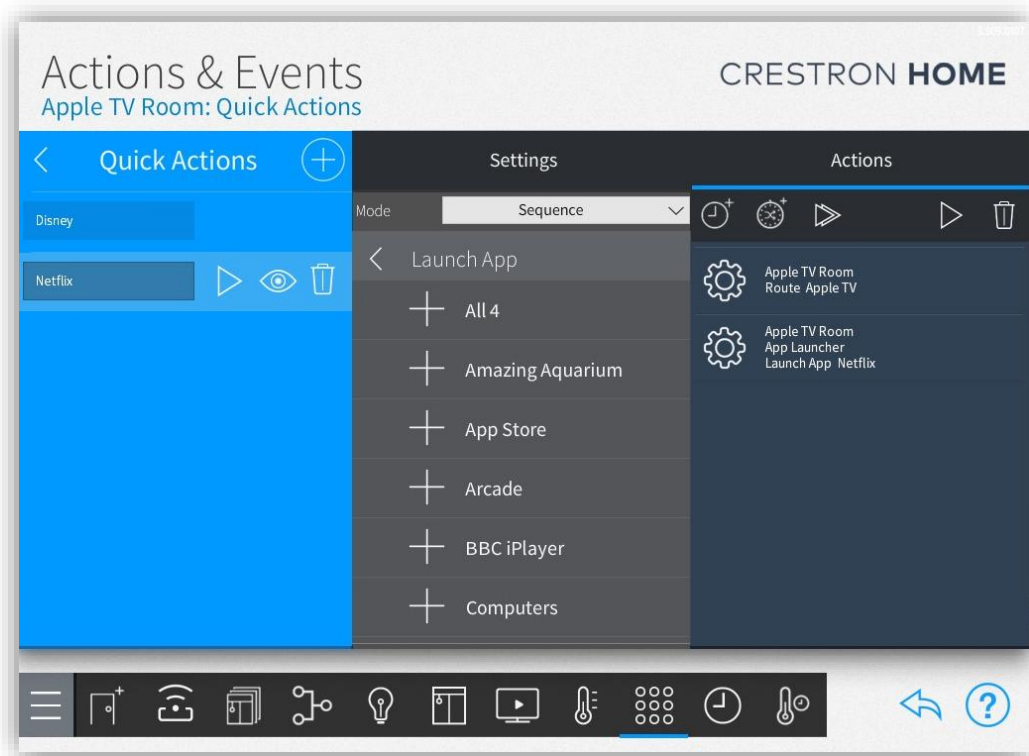 Actions & Events
CRESTRON HOME
Apple TV Room: Quick Actions
Quick Actions
Settings
Actions
Mode
Sequence
Disney
Netflix
Launch App
All 4
Amazing Aquarium
App Store
Arcade
BBC iPlayer
Computers
Apple TV Room
Route Apple TV
Apple TV Room
App Launcher
Launch App Netflix
?